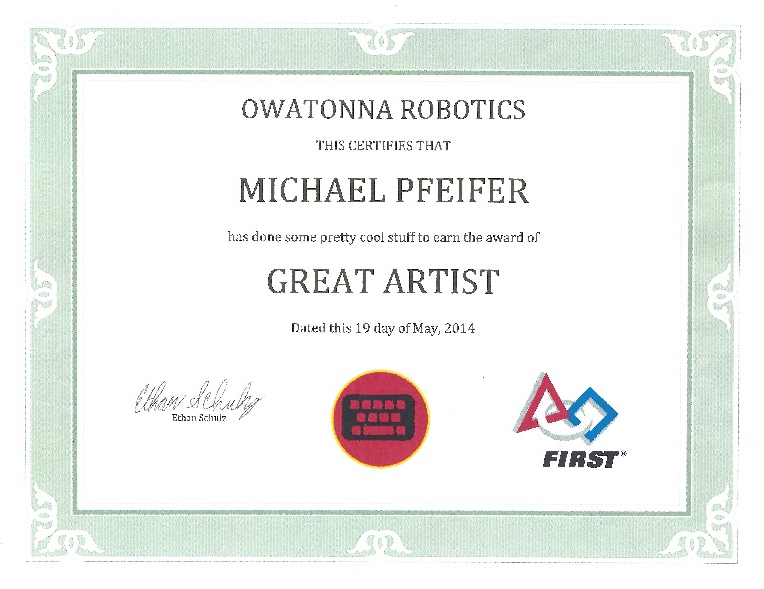 OWATONNA ROBOTICS
THIS CERTIFIES THAT
MICHAEL PFEIFER
has done some pretty cool stuff to earn the award of
GREAT ARTIST
Dated this 19 day of May, 2014
Ethan Schulz
Ethan Schulz
FIRST®